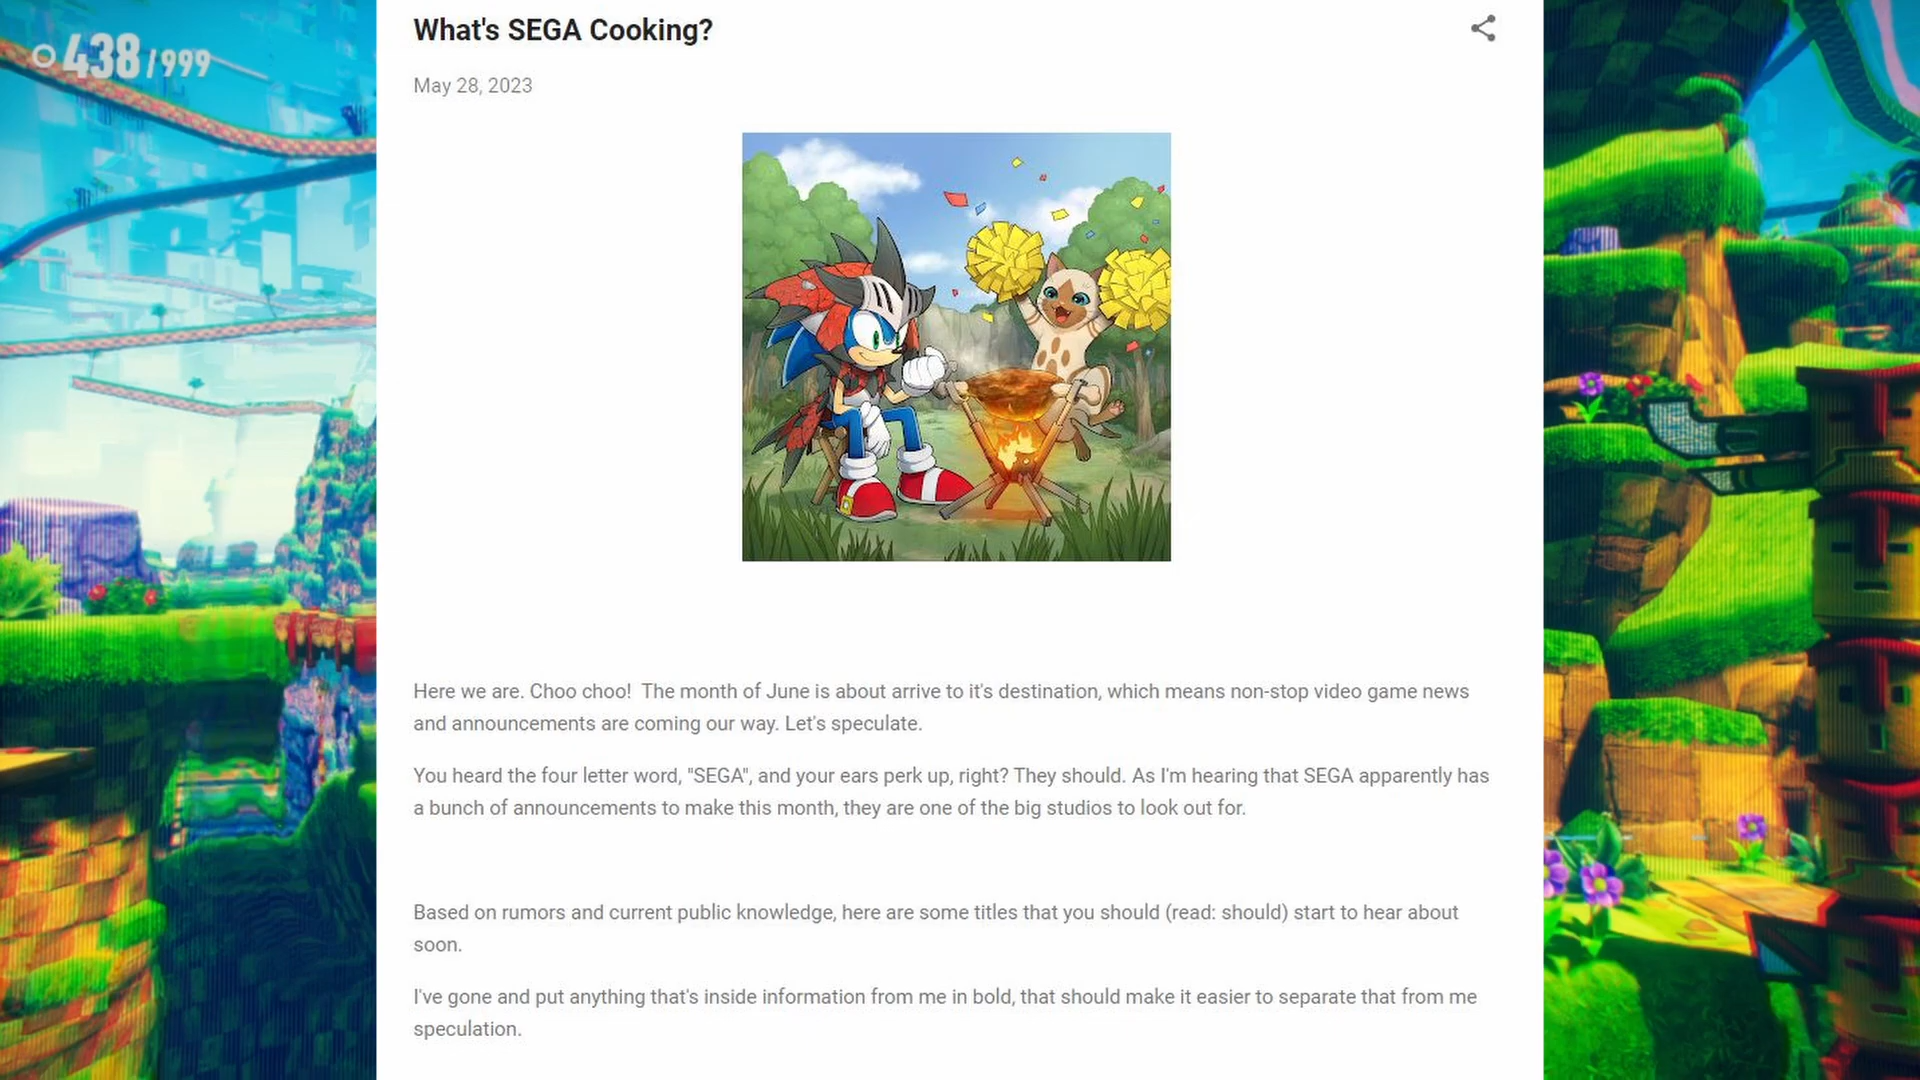 438/999
What's SEGA Cooking?
May 28, 2023
Here we are. Choo choo!  The month of June is about arrive to it's destination, which means non-stop video game news
and announcements are coming our way. Let's speculate.
You heard the four letter word, "SEGA", and your ears perk up, right? They should. As I'm hearing that SEGA apparently has
a bunch of announcements to make this month, they are one of the big studios to look out for.
Based on rumors and current public knowledge, here are some titles that you should (read: should) start to hear about
soon.
I've gone and put anything that's inside information from me in bold, that should make it easier to separate that from me
speculation.